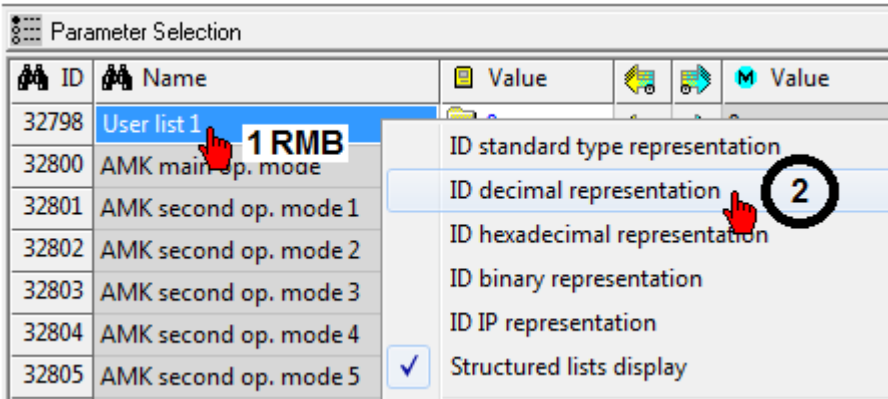 Parameter Selection
ID Name Value M Value
32798 User list 1
1 RMB
32800 AMK main op. mode
32801 AMK second op. mode 1
32802 AMK second op. mode 2
32803 AMK second op. mode 3
32804 AMK second op. mode 4
32805 AMK second op. mode 5
ID standard type representation
ID decimal representation
2
ID hexadecimal representation
ID binary representation
ID IP representation
Structured lists display